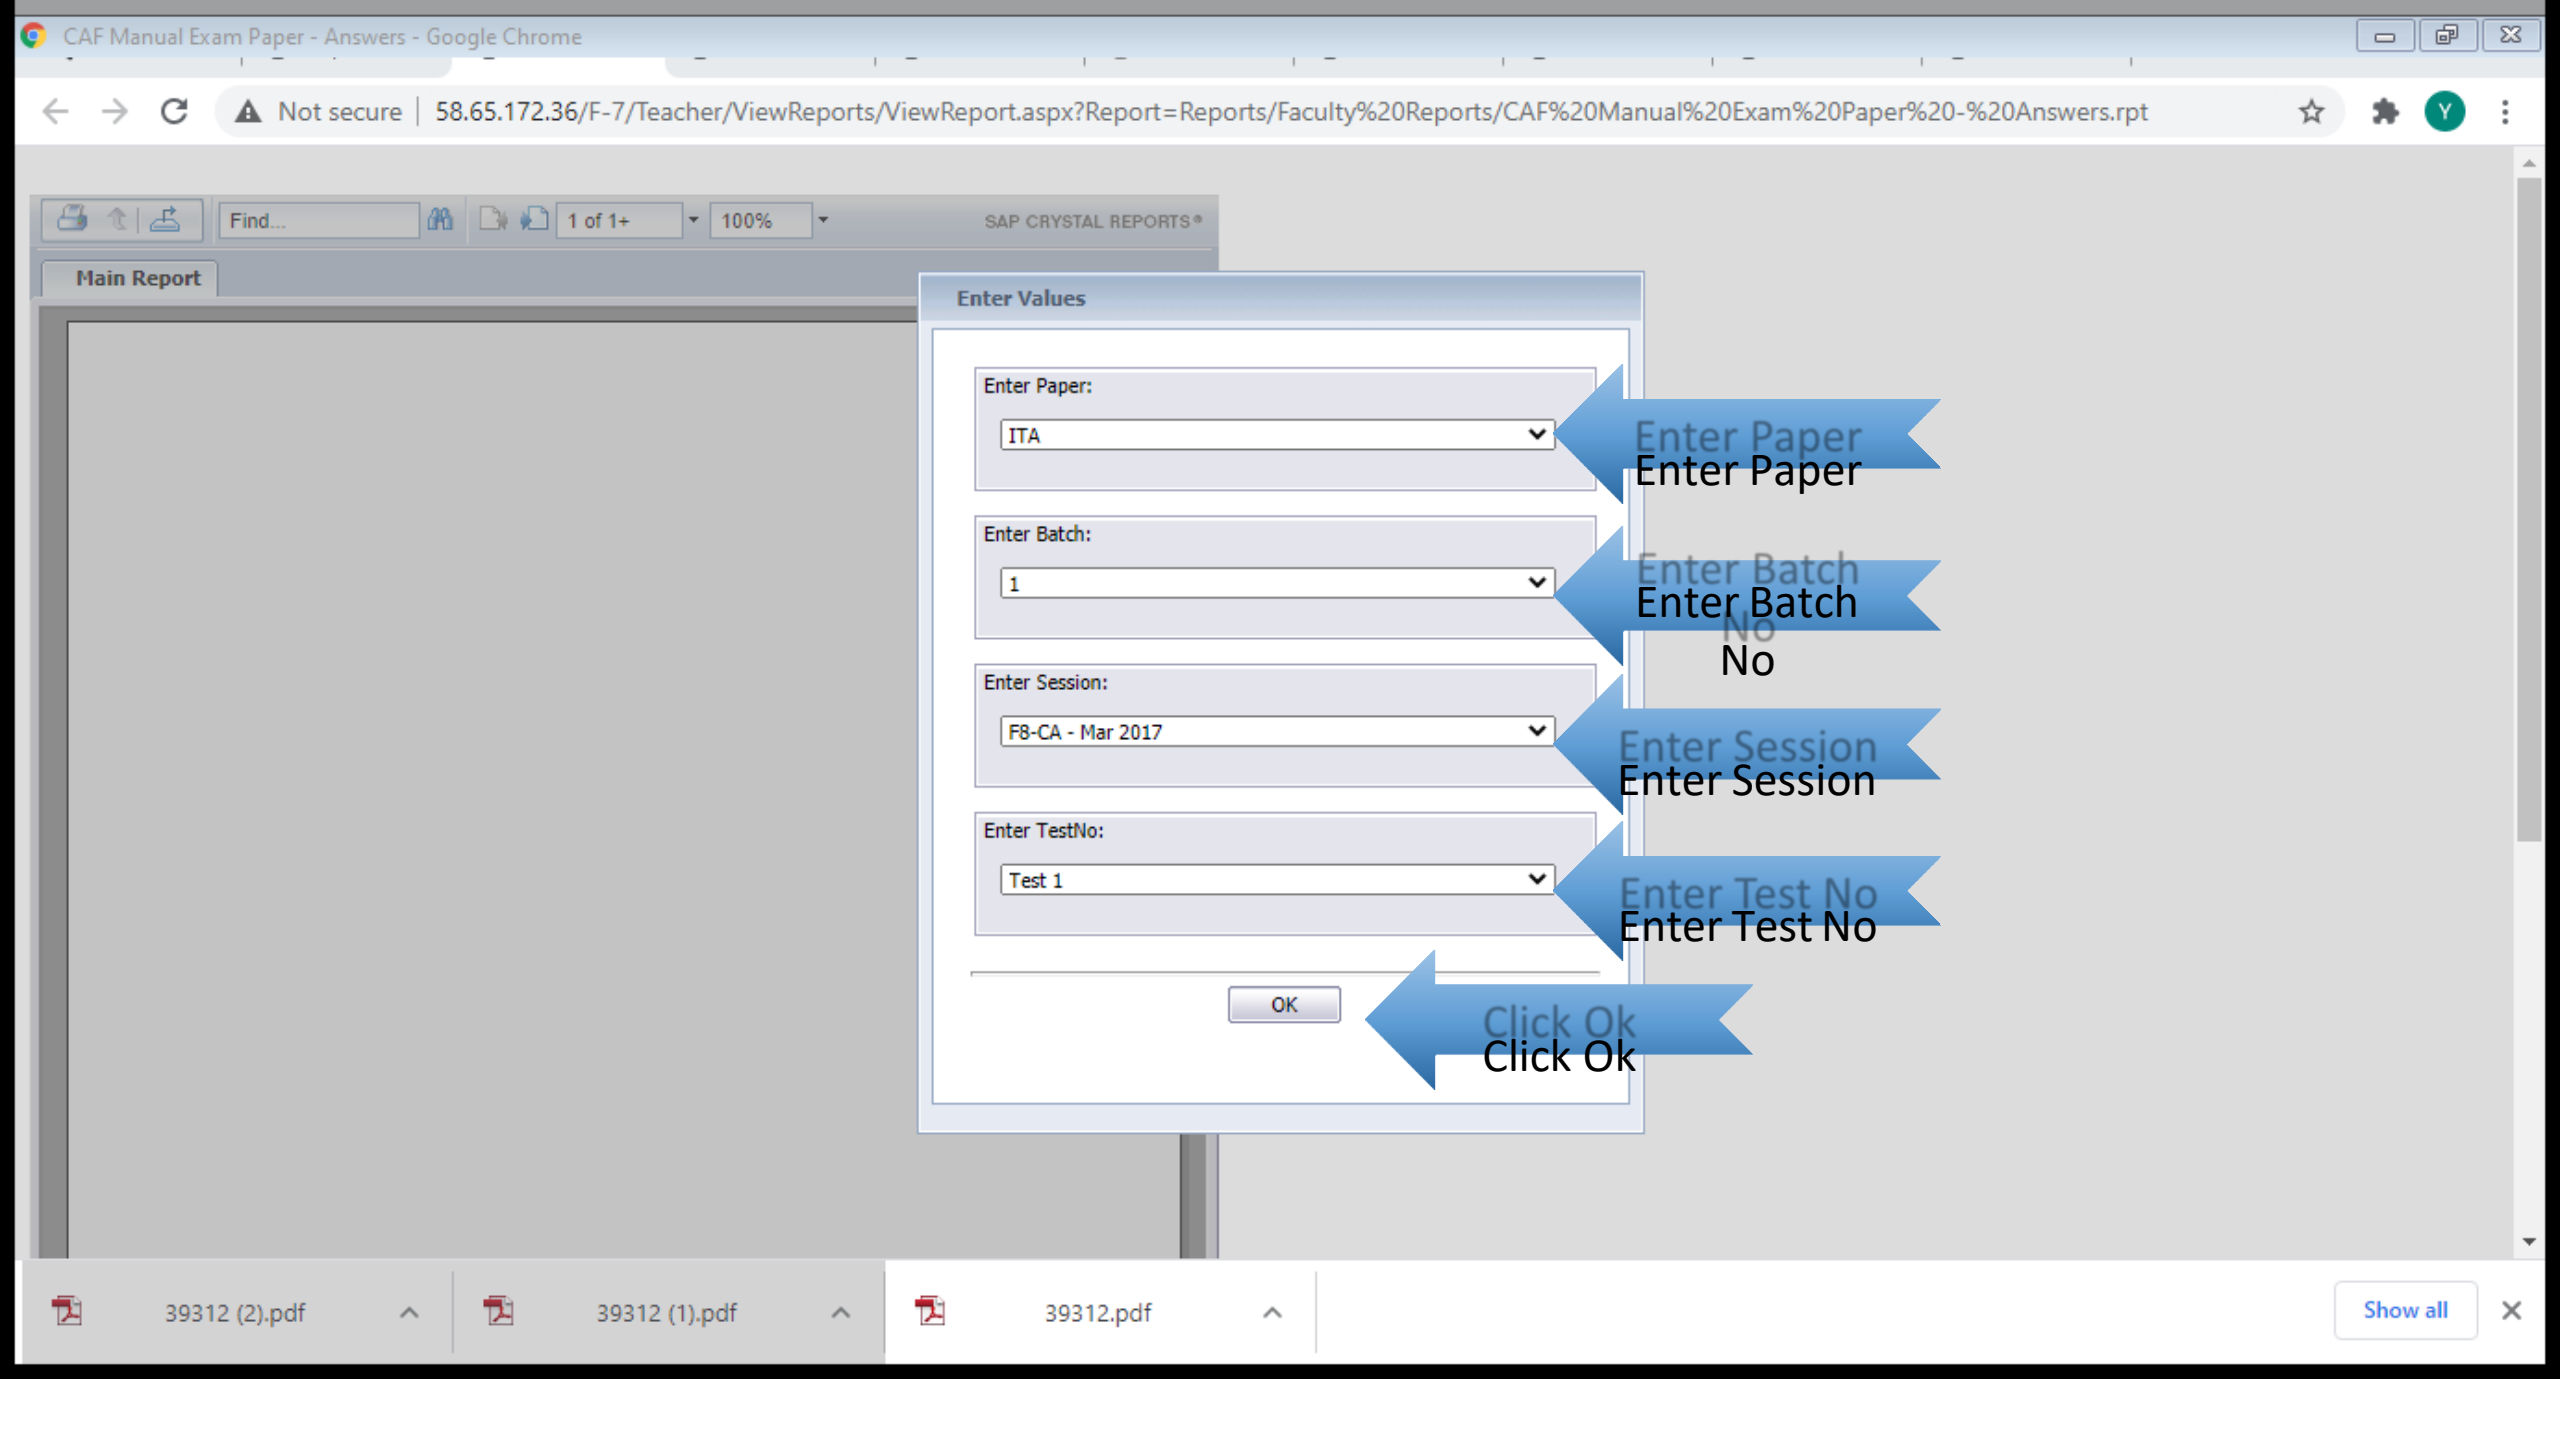 CAF Manual Exam Paper - Answers - Google Chrome
Not secure | 58.65.172.36/F-7/Teacher/ViewReports/ViewReport.aspx?Report=Reports/Faculty%20Reports/CAF%20Manual%20Exam%20Paper%20-%20Answers.rpt
Y
Find...
1 of 1+
100%
SAP CRYSTAL REPORTS®
Main Report
Enter Values
Enter Paper:
ITA
Enter Paper
Enter Paper
Enter Batch:
1
Enter Batch
No
Enter Batch
No
Enter Session:
F8-CA - Mar 2017
Enter Session
Enter Session
Enter TestNo:
Test 1
Enter Test No
Enter Test No
OK
Click Ok
Click Ok
39312 (2).pdf
39312 (1).pdf
39312.pdf
Show all